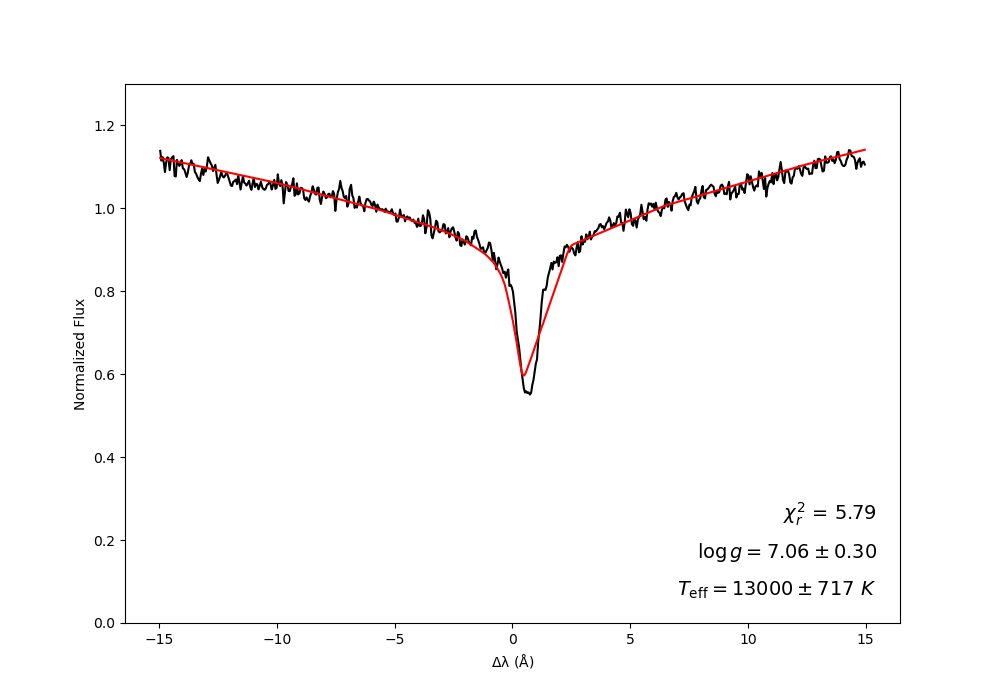 1.2
1.0
0.8
0.6
0.4
0.2
0.0
Normalized Flux
χ²ᵣ = 5.79
log g = 7.06 ± 0.30
T_eff = 13000 ± 717 K
−15 −10 −5 0 5 10 15
Δλ (Å)